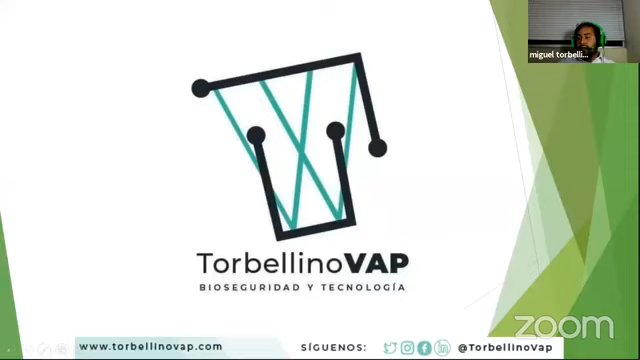 miguel torbelli...
TorbellinoVAP
BIOSEGURIDAD Y TECNOLOGÍA
zoom
www.torbellinovap.com SÍGUENOS: @TorbellinoVap